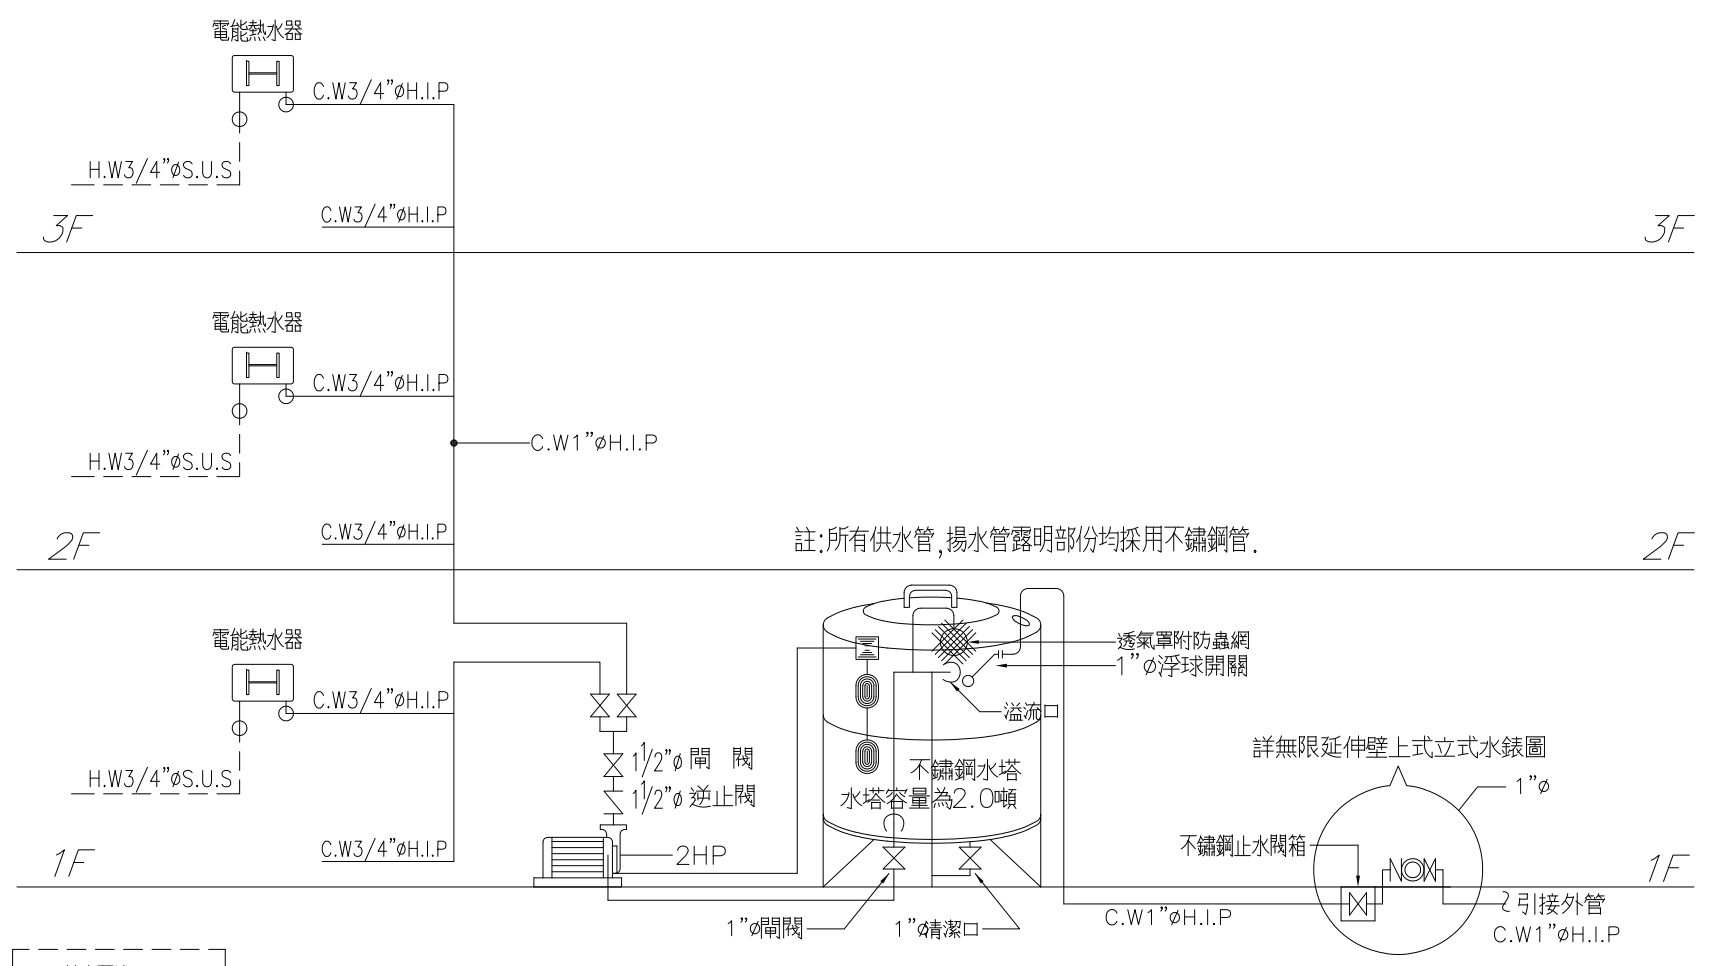 電能熱水器
C.W3/4"øH.I.P
H.W3/4"øS.U.S
C.W3/4"øH.I.P
3F
3F
電能熱水器
C.W3/4"øH.I.P
C.W1"øH.I.P
H.W3/4"øS.U.S
C.W3/4"øH.I.P
註:所有供水管,揚水管露明部份均採用不鏽鋼管.
2F
2F
電能熱水器
透氣罩附防蟲網
1"ø浮球開關
C.W3/4"øH.I.P
溢流口
1 1/2"ø 閘 閥
詳無限延伸壁上式立式水錶圖
不鏽鋼水塔
H.W3/4"øS.U.S
1"ø
1 1/2"ø 逆止閥
水塔容量為2.0噸
C.W3/4"øH.I.P
2HP
不鏽鋼止水閥箱
1F
1F
引接外管
C.W1"øH.I.P
1"ø閘閥
1"ø清潔口
C.W1"øH.I.P